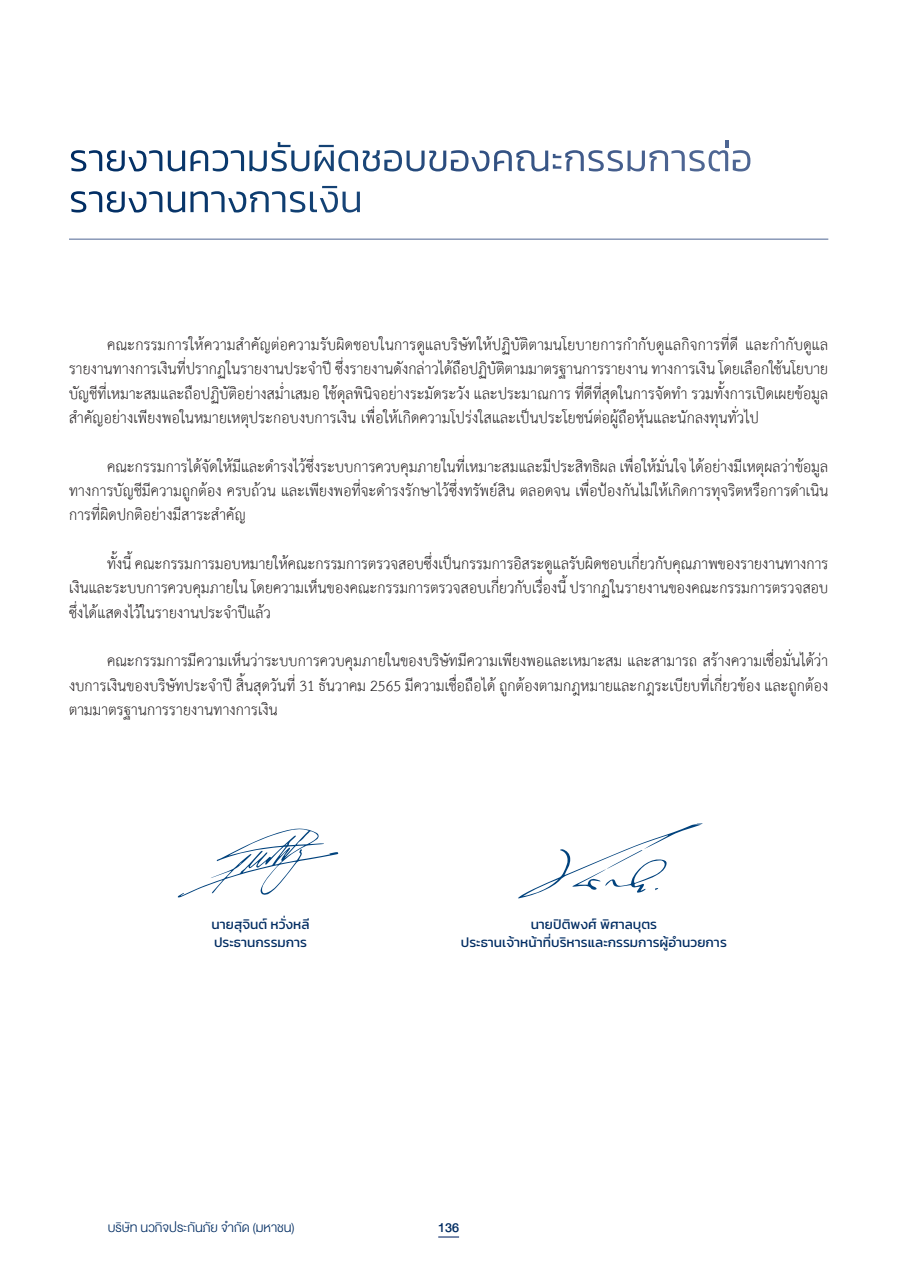 รายงานความรับผิดชอบของคณะกรรมการต่อ
รายงานทางการเงิน
คณะกรรมการให้ความสำคัญต่อความรับผิดชอบในการดูแลบริษัทให้ปฏิบัติตามนโยบายการกำกับดูแลกิจการที่ดี และกำกับดูแล
รายงานทางการเงินที่ปรากฏในรายงานประจำปี ซึ่งรายงานดังกล่าวได้ถือปฏิบัติตามมาตรฐานการรายงาน ทางการเงิน โดยเลือกใช้นโยบาย
บัญชีที่เหมาะสมและถือปฏิบัติอย่างสม่ำเสมอ ใช้ดุลพินิจอย่างระมัดระวัง และประมาณการ ที่ดีที่สุดในการจัดทำ รวมทั้งการเปิดเผยข้อมูล
สำคัญอย่างเพียงพอในหมายเหตุประกอบงบการเงิน เพื่อให้เกิดความโปร่งใสและเป็นประโยชน์ต่อผู้ถือหุ้นและนักลงทุนทั่วไป
คณะกรรมการได้จัดให้มีและดำรงไว้ซึ่งระบบการควบคุมภายในที่เหมาะสมและมีประสิทธิผล เพื่อให้มั่นใจ ได้อย่างมีเหตุผลว่าข้อมูล
ทางการบัญชีมีความถูกต้อง ครบถ้วน และเพียงพอที่จะดำรงรักษาไว้ซึ่งทรัพย์สิน ตลอดจน เพื่อป้องกันไม่ให้เกิดการทุจริตหรือการดำเนิน
การที่ผิดปกติอย่างมีสาระสำคัญ
ทั้งนี้ คณะกรรมการมอบหมายให้คณะกรรมการตรวจสอบซึ่งเป็นกรรมการอิสระดูแลรับผิดชอบเกี่ยวกับคุณภาพของรายงานทางการ
เงินและระบบการควบคุมภายใน โดยความเห็นของคณะกรรมการตรวจสอบเกี่ยวกับเรื่องนี้ ปรากฏในรายงานของคณะกรรมการตรวจสอบ
ซึ่งได้แสดงไว้ในรายงานประจำปีแล้ว
คณะกรรมการมีความเห็นว่าระบบการควบคุมภายในของบริษัทมีความเพียงพอและเหมาะสม และสามารถ สร้างความเชื่อมั่นได้ว่า
งบการเงินของบริษัทประจำปี สิ้นสุดวันที่ 31 ธันวาคม 2565 มีความเชื่อถือได้ ถูกต้องตามกฎหมายและกฎระเบียบที่เกี่ยวข้อง และถูกต้อง
ตามมาตรฐานการรายงานทางการเงิน
นายสุจินต์ หวั่งหลี
ประธานกรรมการ
นายปิติพงศ์ พิศาลบุตร
ประธานเจ้าหน้าที่บริหารและกรรมการผู้อำนวยการ
บริษัท นวกิจประกันภัย จำกัด (มหาชน)
136